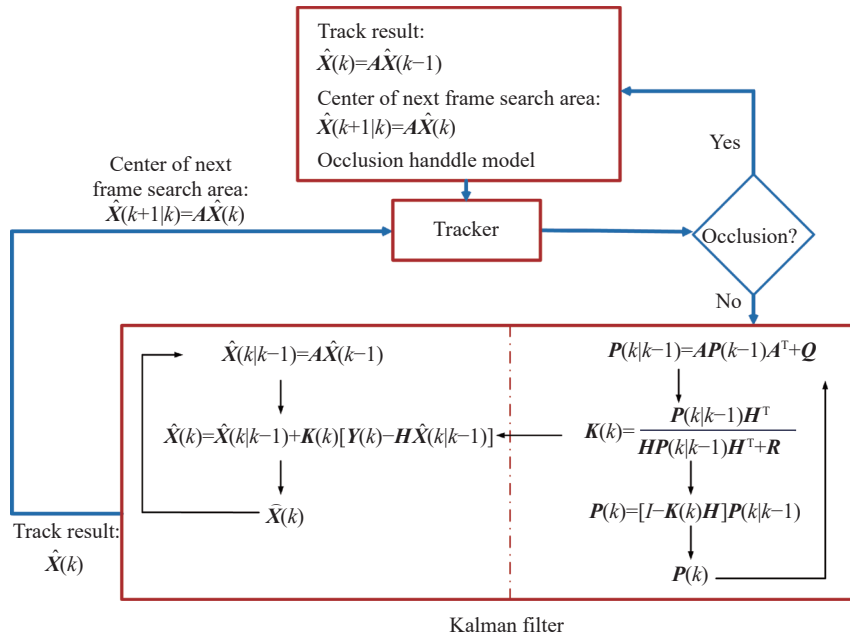 Track result:
X̂(k)=AX̂(k−1)
Center of next frame search area:
X̂(k+1|k)=AX̂(k)
Occlusion handdle model
Yes
Center of next
frame search area:
X̂(k+1|k)=AX̂(k)
Tracker
Occlusion?
No
X̂(k|k−1)=AX̂(k−1)
X̂(k)=X̂(k|k−1)+K(k)[Y(k)−HX̂(k|k−1)]
X̂(k)
P(k|k−1)=AP(k−1)Aᵀ+Q
K(k)=P(k|k−1)Hᵀ/HP(k|k−1)Hᵀ+R
P(k)=[I−K(k)H]P(k|k−1)
P(k)
Track result:
X̂(k)
Kalman filter